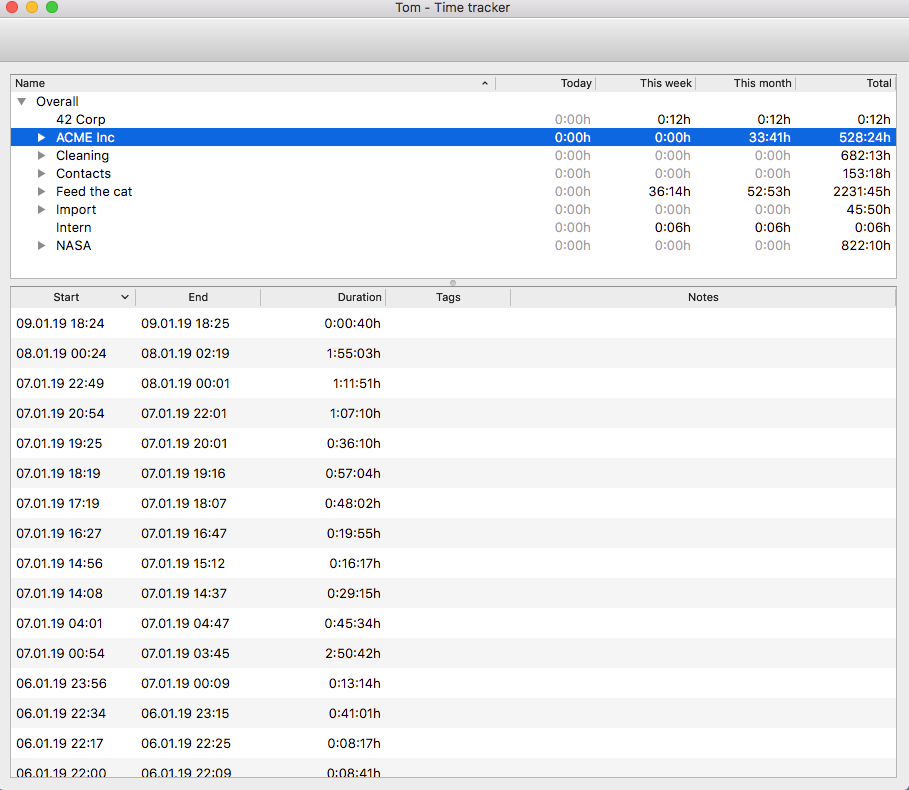 Tom - Time tracker
Name Today This week This month Total
Overall
42 Corp 0:00h 0:12h 0:12h 0:12h
ACME Inc 0:00h 0:00h 33:41h 528:24h
Cleaning 0:00h 0:00h 0:00h 682:13h
Contacts 0:00h 0:00h 0:00h 153:18h
Feed the cat 0:00h 36:14h 52:53h 2231:45h
Import 0:00h 0:00h 0:00h 45:50h
Intern 0:00h 0:06h 0:06h 0:06h
NASA 0:00h 0:00h 0:00h 822:10h
Start End Duration Tags Notes
09.01.19 18:24 09.01.19 18:25 0:00:40h
08.01.19 00:24 08.01.19 02:19 1:55:03h
07.01.19 22:49 08.01.19 00:01 1:11:51h
07.01.19 20:54 07.01.19 22:01 1:07:10h
07.01.19 19:25 07.01.19 20:01 0:36:10h
07.01.19 18:19 07.01.19 19:16 0:57:04h
07.01.19 17:19 07.01.19 18:07 0:48:02h
07.01.19 16:27 07.01.19 16:47 0:19:55h
07.01.19 14:56 07.01.19 15:12 0:16:17h
07.01.19 14:08 07.01.19 14:37 0:29:15h
07.01.19 04:01 07.01.19 04:47 0:45:34h
07.01.19 00:54 07.01.19 03:45 2:50:42h
06.01.19 23:56 07.01.19 00:09 0:13:14h
06.01.19 22:34 06.01.19 23:15 0:41:01h
06.01.19 22:17 06.01.19 22:25 0:08:17h
06.01.19 22:00 06.01.19 22:09 0:08:41h